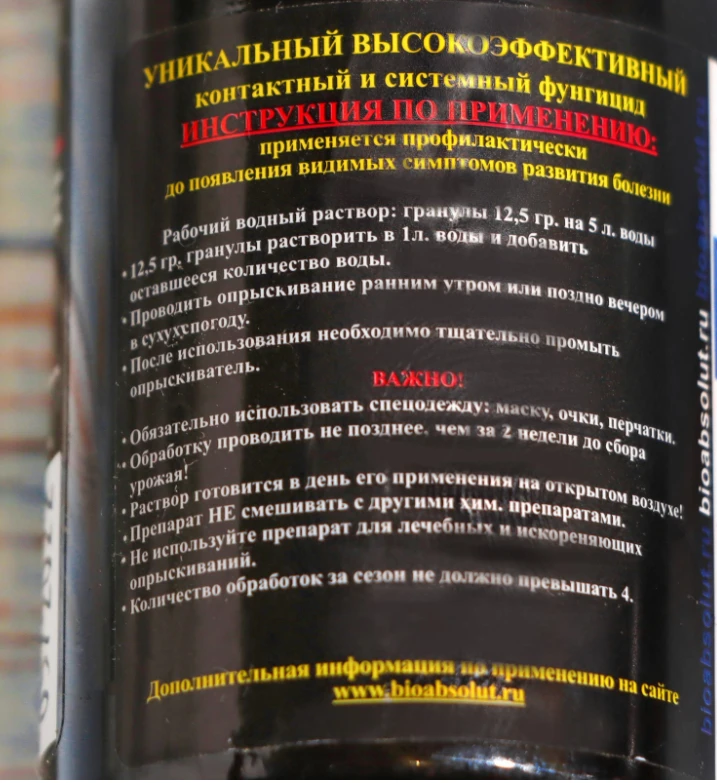 УНИКАЛЬНЫЙ ВЫСОКОЭФФЕКТИВНЫЙ
контактный и системный фунгицид
ИНСТРУКЦИЯ ПО ПРИМЕНЕНИЮ:
применяется профилактически
до появления видимых симптомов развития болезни
Рабочий водный раствор: гранулы 12,5 гр. на 5 л. воды
• 12,5 гр. гранулы растворить в 1л. воды и добавить
оставшееся количество воды.
• Проводить опрыскивание ранним утром или поздно вечером
в сухую погоду.
• После использования необходимо тщательно промыть
опрыскиватель.
ВАЖНО!
• Обязательно использовать спецодежду: маску, очки, перчатки.
• Обработку проводить не позднее. чем за 2 недели до сбора
урожая!
• Раствор готовится в день его применения на открытом воздухе!
• Препарат НЕ смешивать с другими хим. препаратами.
• Не используйте препарат для лечебных и искореняющих
опрыскиваний.
• Количество обработок за сезон не должно превышать 4.
Дополнительная информация по применению на сайте
www.bioabsolut.ru
bioabsolut.ru bioabsolut.ru bioabsolut.ru